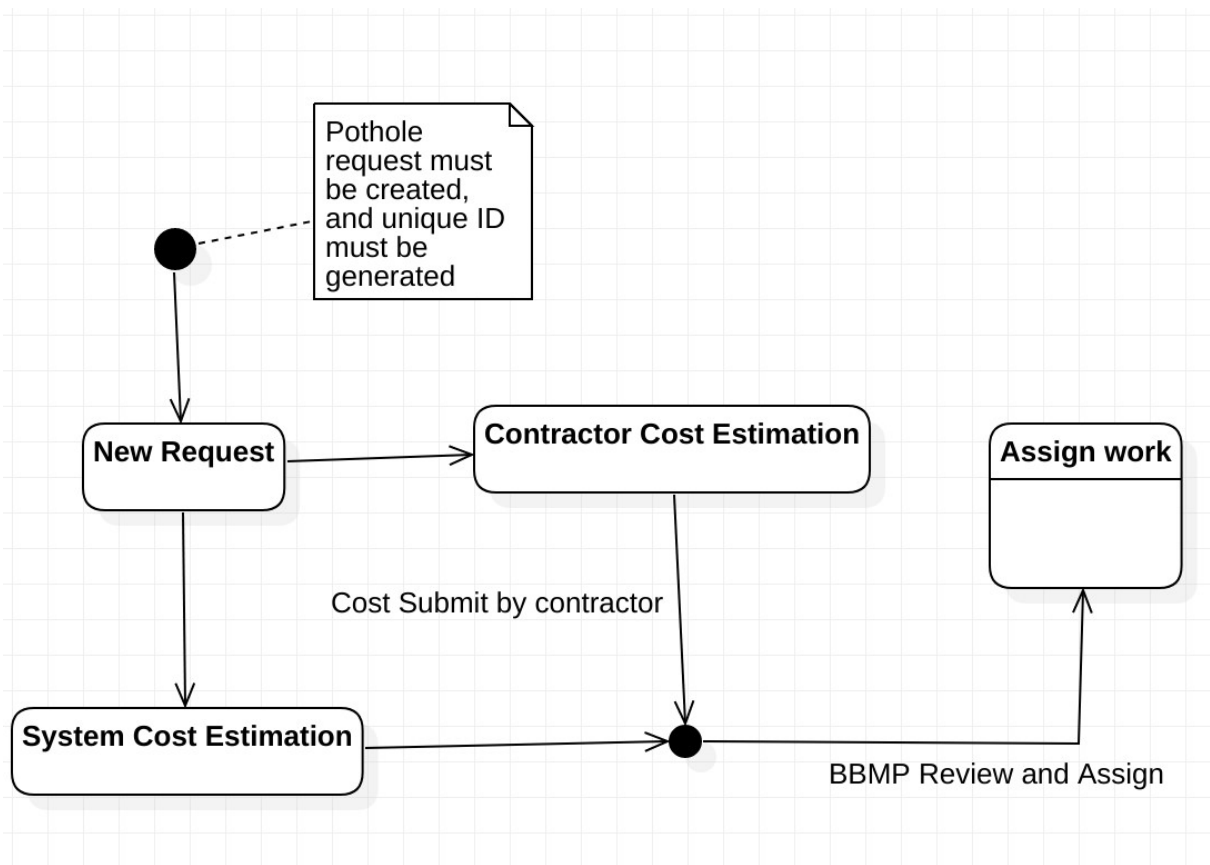 Pothole
request must
be created,
and unique ID
must be
generated
New Request
Contractor Cost Estimation
Assign work
Cost Submit by contractor
System Cost Estimation
BBMP Review and Assign